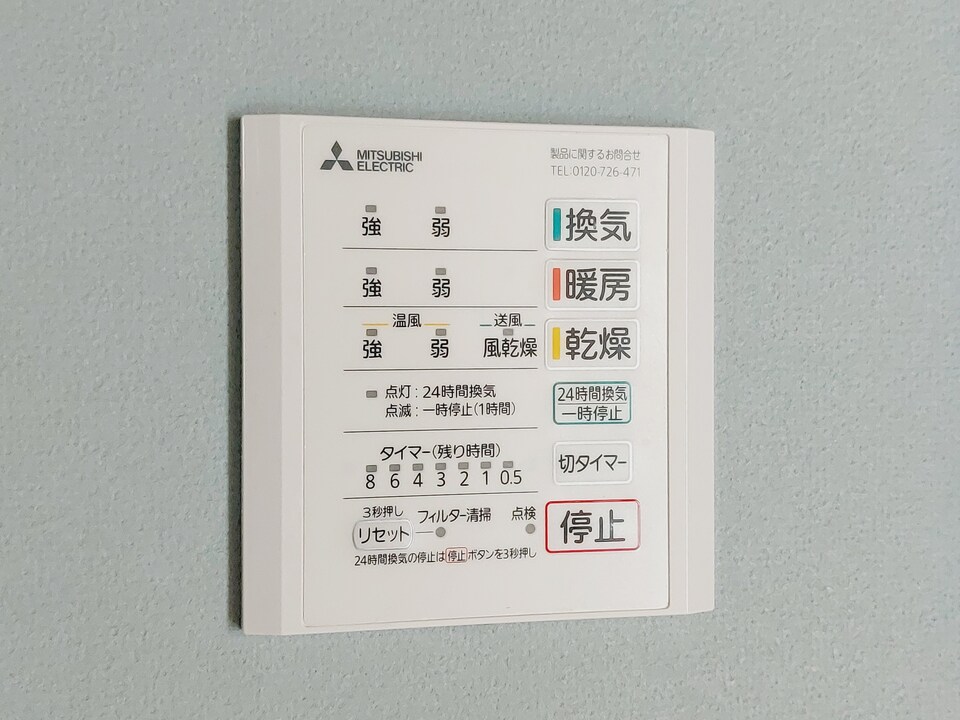 MITSUBISHI
ELECTRIC
製品に関するお問合せ
TEL:0120-726-471
強 弱 換気
強 弱 暖房
温風 送風
強 弱 風乾燥 乾燥
点灯:24時間換気
点滅:一時停止(1時間)
24時間換気
一時停止
タイマー(残り時間)
8 6 4 3 2 1 0.5
切タイマー
3秒押し
リセット フィルター清掃 点検
停止
24時間換気の停止は停止ボタンを3秒押し